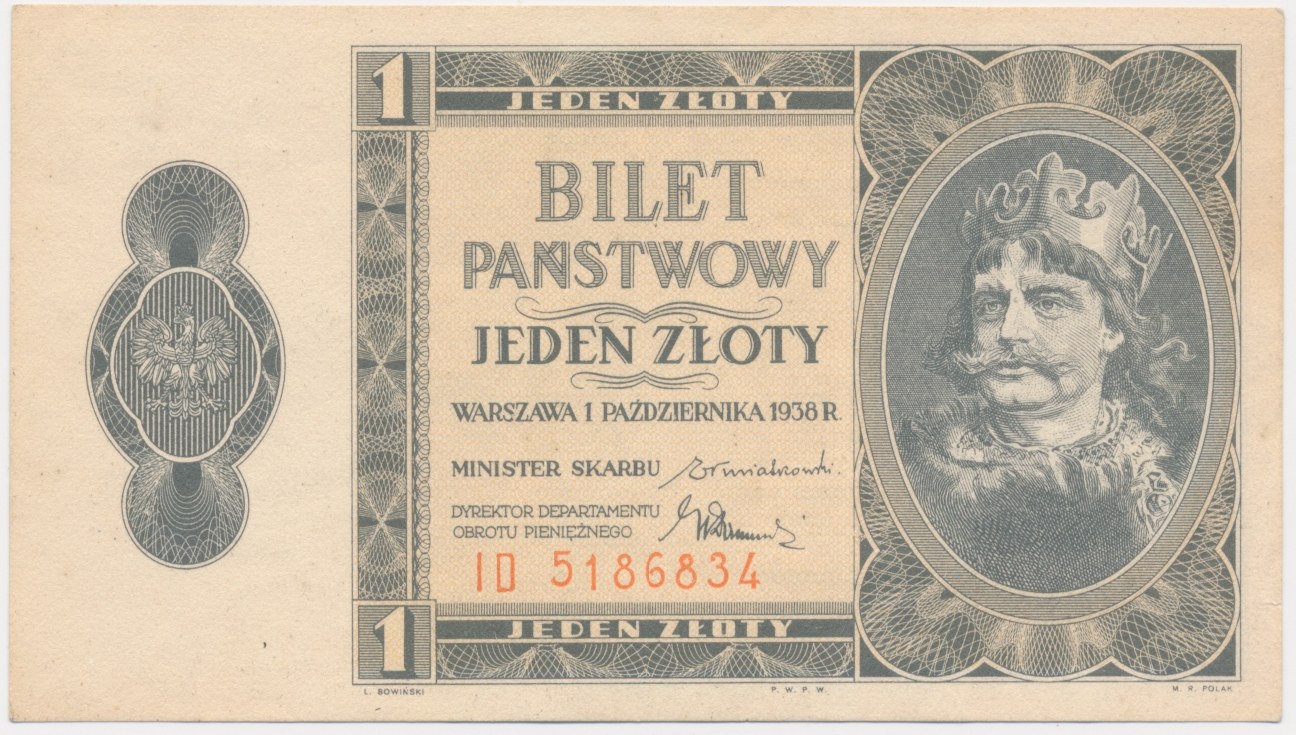 1
JEDEN ZŁOTY
BILET
PAŃSTWOWY
JEDEN ZŁOTY
WARSZAWA 1 PAŹDZIERNIKA 1938 R.
MINISTER SKARBU
DYREKTOR DEPARTAMENTU
OBROTU PIENIĘŻNEGO
ID 5186834
1
JEDEN ZŁOTY
L. SOWIŃSKI
P. W. P. W.
M. R. POLAK